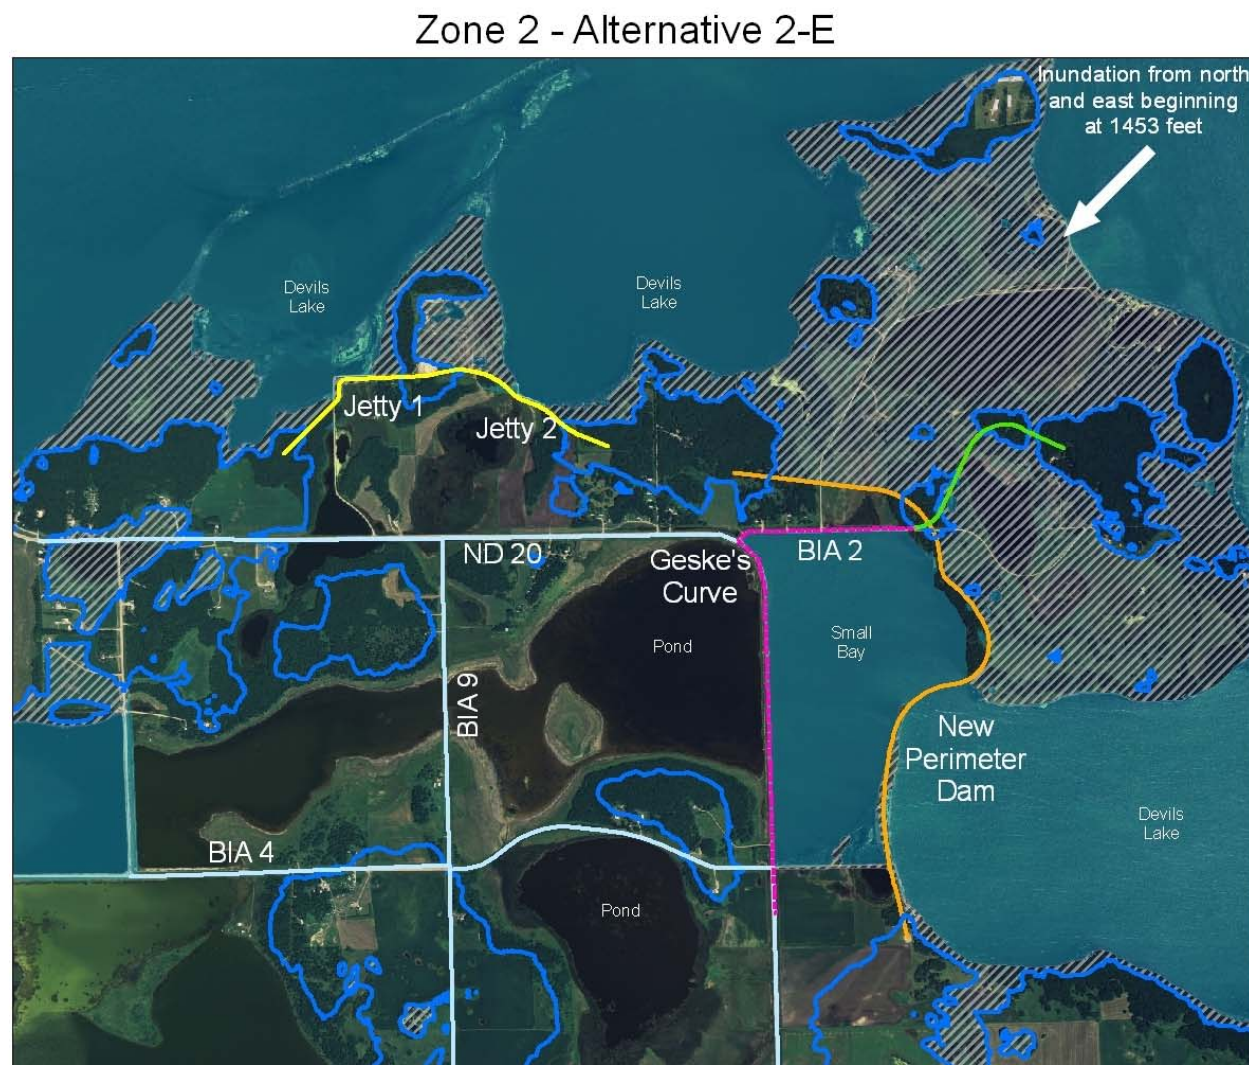 Zone 2 - Alternative 2-E
Inundation from north
and east beginning
at 1453 feet
Devils
Lake
Devils
Lake
Jetty 1
Jetty 2
ND 20
BIA 2
Geske's
Curve
Pond
Small
Bay
BIA 9
New
Perimeter
Dam
Devils
Lake
BIA 4
Pond